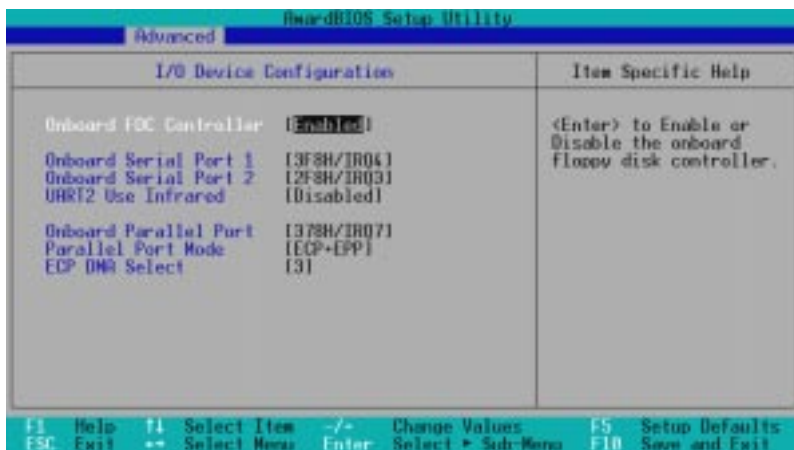 AwardBIOS Setup Utility
Advanced
I/O Device Configuration
Item Specific Help
Onboard FDC Controller [Enabled]
<Enter> to Enable or
Disable the onboard
floppy disk controller.
Onboard Serial Port 1 [3F8H/IRQ4]
Onboard Serial Port 2 [2F8H/IRQ3]
UART2 Use Infrared [Disabled]
Onboard Parallel Port [378H/IRQ7]
Parallel Port Mode [ECP+EPP]
ECP DMA Select [3]
F1 Help ↑↓ Select Item -/+ Change Values F5 Setup Defaults
ESC Exit ←→ Select Menu Enter Select ► Sub-Menu F10 Save and Exit